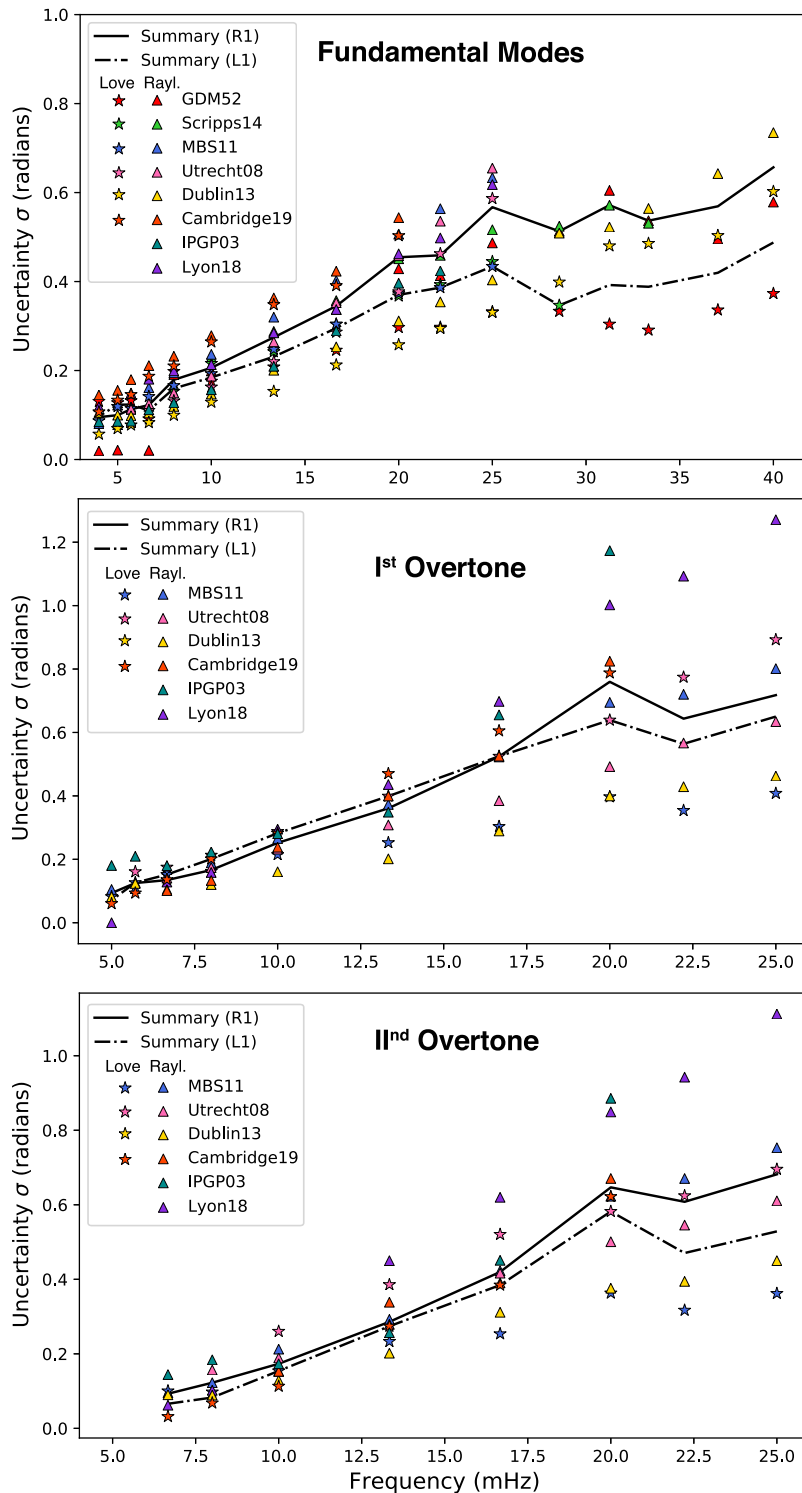 Fundamental Modes
Summary (R1)
Summary (L1)
Love Rayl.
GDM52
Scripps14
MBS11
Utrecht08
Dublin13
Cambridge19
IPGP03
Lyon18
Uncertainty σ (radians)
1.0
0.8
0.6
0.4
0.2
0.0
5 10 15 20 25 30 35 40
Ist Overtone
Summary (R1)
Summary (L1)
Love Rayl.
MBS11
Utrecht08
Dublin13
Cambridge19
IPGP03
Lyon18
Uncertainty σ (radians)
1.2
1.0
0.8
0.6
0.4
0.2
0.0
5.0 7.5 10.0 12.5 15.0 17.5 20.0 22.5 25.0
IInd Overtone
Summary (R1)
Summary (L1)
Love Rayl.
MBS11
Utrecht08
Dublin13
Cambridge19
IPGP03
Lyon18
Uncertainty σ (radians)
1.0
0.8
0.6
0.4
0.2
0.0
5.0 7.5 10.0 12.5 15.0 17.5 20.0 22.5 25.0
Frequency (mHz)